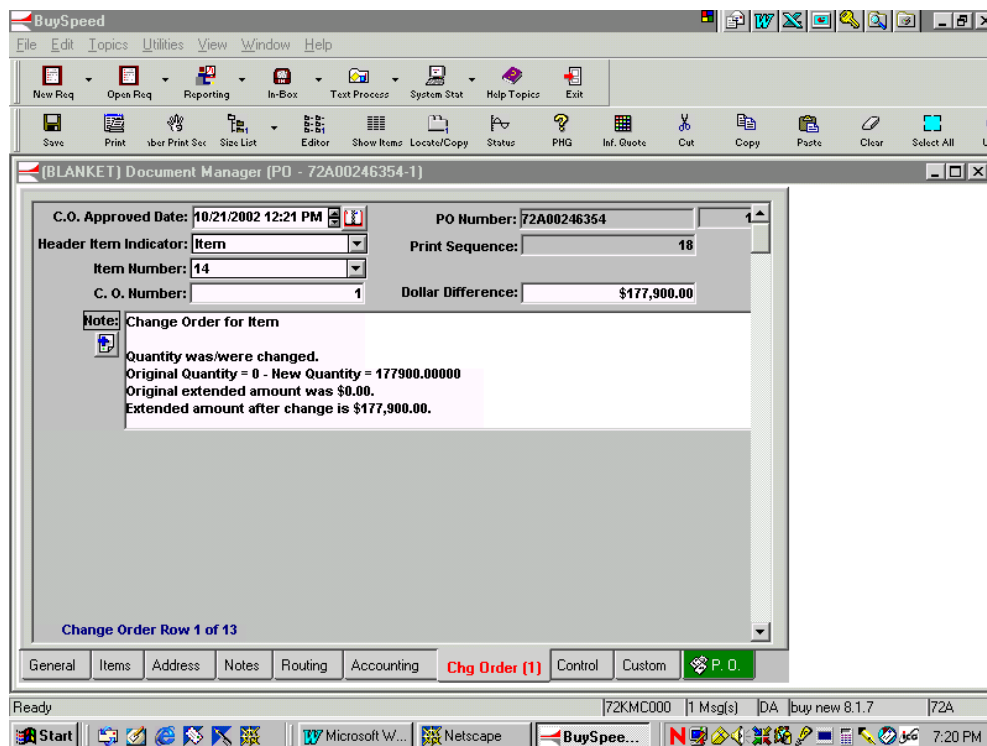 BuySpeed
File Edit Topics Utilities View Window Help
New Req Open Req Reporting In-Box Text Process System Stat Help Topics Exit
Save Print ber Print Sec Size List Editor Show Items Locate/Copy Status PHG Inf. Quote Cut Copy Paste Clear Select All U
(BLANKET) Document Manager (PO - 72A00246354-1)
C.O. Approved Date: 10/21/2002 12:21 PM PO Number: 72A00246354 1
Header Item Indicator: Item Print Sequence: 18
Item Number: 14
C. O. Number: 1 Dollar Difference: $177,900.00
Note: Change Order for Item
Quantity was/were changed.
Original Quantity = 0 - New Quantity = 177900.00000
Original extended amount was $0.00.
Extended amount after change is $177,900.00.
Change Order Row 1 of 13
General Items Address Notes Routing Accounting Chg Order (1) Control Custom P. O.
Ready 72KMC000 1 Msg(s) DA buy new 8.1.7 72A
Start Microsoft W... Netscape BuySpee... 7:20 PM